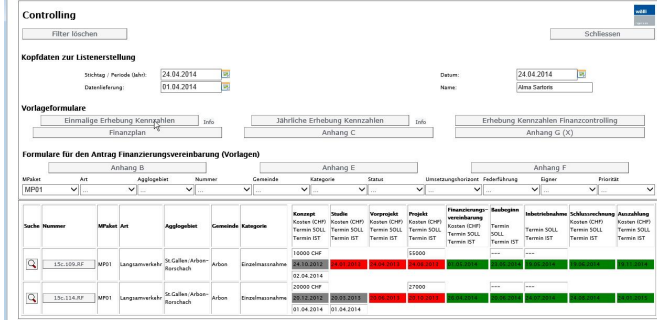 Controlling
Filter löschen
Schliessen
Kopfdaten zur Listenerstellung
Stichtag / Periode (Jahr): 24.04.2014
Datum: 24.04.2014
Datenlieferung: 01.04.2014
Name: Alma Sartoris
Vorlageformulare
Einmalige Erhebung Kennzahlen Info Jährliche Erhebung Kennzahlen Info Erhebung Kennzahlen Finanzcontrolling
Finanzplan Anhang C Anhang G (X)
Formulare für den Antrag Finanzierungsvereinbarung (Vorlagen)
Anhang B Anhang E Anhang F
MPaket Art Agglogebiet Nummer Gemeinde Kategorie Status Umsetzungshorizont Federführung Eigner Priorität
MP01 ... ... ... ... ... ... ... ... ... ...
Suche Nummer MPaket Art Agglogebiet Gemeinde Kategorie
Konzept Kosten (CHF) Termin SOLL Termin IST
Studie Kosten (CHF) Termin SOLL Termin IST
Vorprojekt Kosten (CHF) Termin SOLL Termin IST
Projekt Kosten (CHF) Termin SOLL Termin IST
Finanzierungs-vereinbarung Kosten (CHF) Termin SOLL Termin IST
Baubeginn Termin SOLL Termin IST
Inbetriebnahme Termin SOLL Termin IST
Schlussrechnung Kosten (CHF) Termin SOLL Termin IST
Auszahlung Kosten (CHF) Termin SOLL Termin IST
10000 CHF 55000 --- ---
15c.109.RF MP01 Langsamverkehr St.Gallen/Arbon-Rorschach Arbon Einzelmassnahme 24.10.2012
02.04.2014
20000 CHF 27000 --- ---
15c.114.RF MP01 Langsamverkehr St.Gallen/Arbon-Rorschach Arbon Einzelmassnahme 20.12.2012 20.03.2013
01.04.2014 01.04.2014